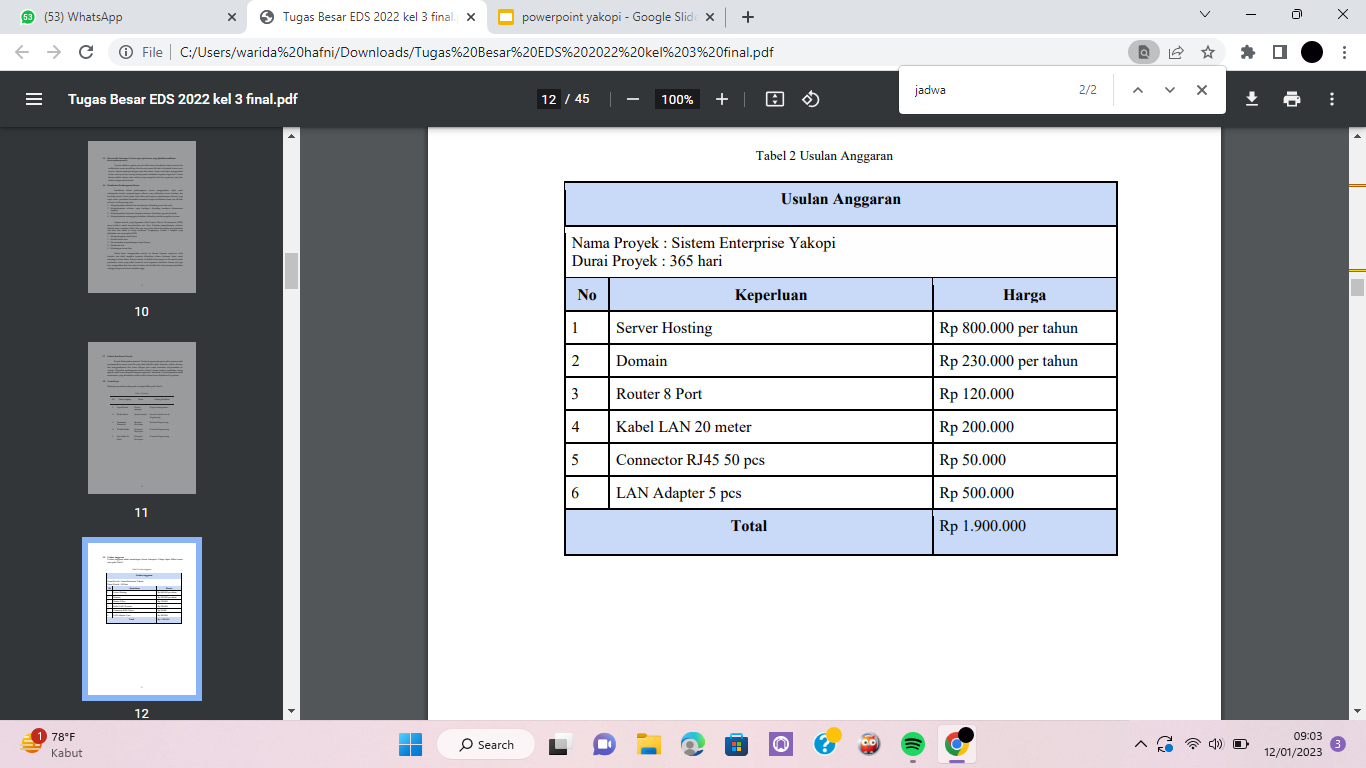 (53) WhatsApp
Tugas Besar EDS 2022 kel 3 final.
powerpoint yakopi - Google Slide
File
C:/Users/warida%20hafni/Downloads/Tugas%20Besar%20EDS%202022%20kel%203%20final.pdf
jadwa
2/2
Tugas Besar EDS 2022 kel 3 final.pdf
12 / 45
100%
10
11
12
Tabel 2 Usulan Anggaran
Usulan Anggaran
Nama Proyek : Sistem Enterprise Yakopi
Durai Proyek : 365 hari
No Keperluan Harga
1 Server Hosting Rp 800.000 per tahun
2 Domain Rp 230.000 per tahun
3 Router 8 Port Rp 120.000
4 Kabel LAN 20 meter Rp 200.000
5 Connector RJ45 50 pcs Rp 50.000
6 LAN Adapter 5 pcs Rp 500.000
Total Rp 1.900.000
1
78°F
Kabut
Search
09:03
12/01/2023
3